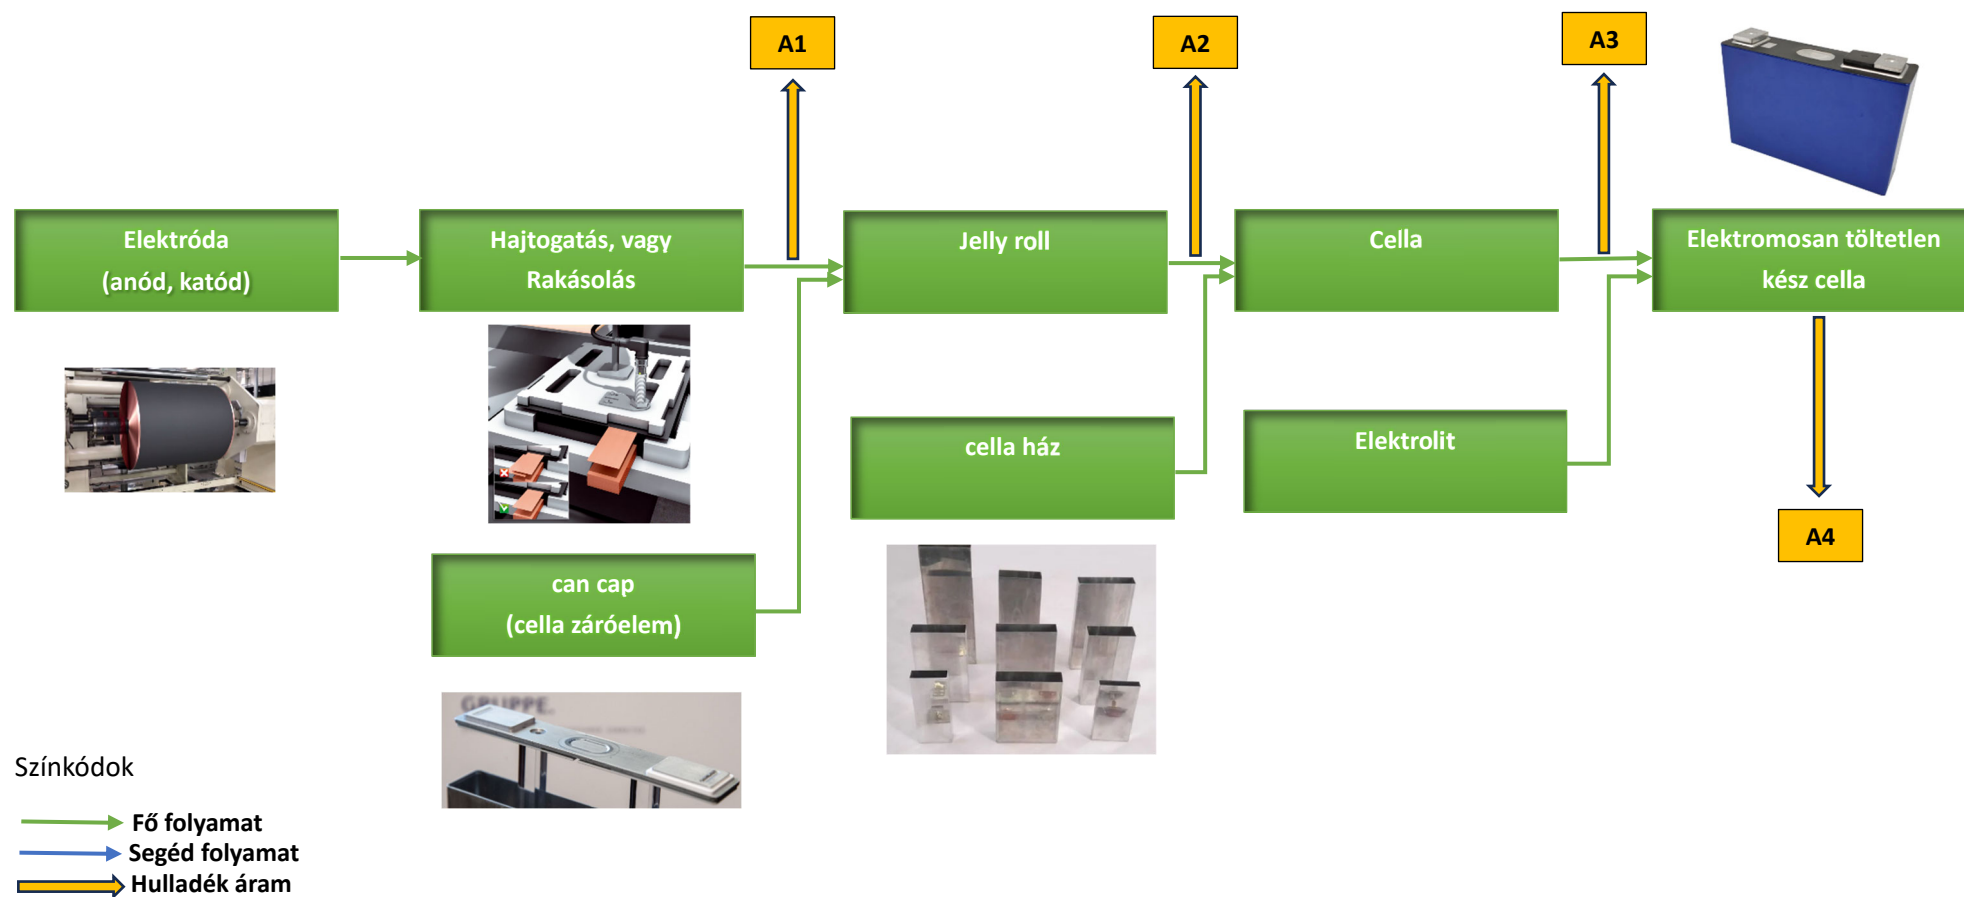 A1
A2
A3
Elektróda
(anód, katód)
Hajtogatás, vagy
Rakásolás
Jelly roll
Cella
Elektromosan töltetlen
kész cella
cella ház
Elektrolit
A4
can cap
(cella záróelem)
GRUPPE.
Színkódok
Fő folyamat
Segéd folyamat
Hulladék áram